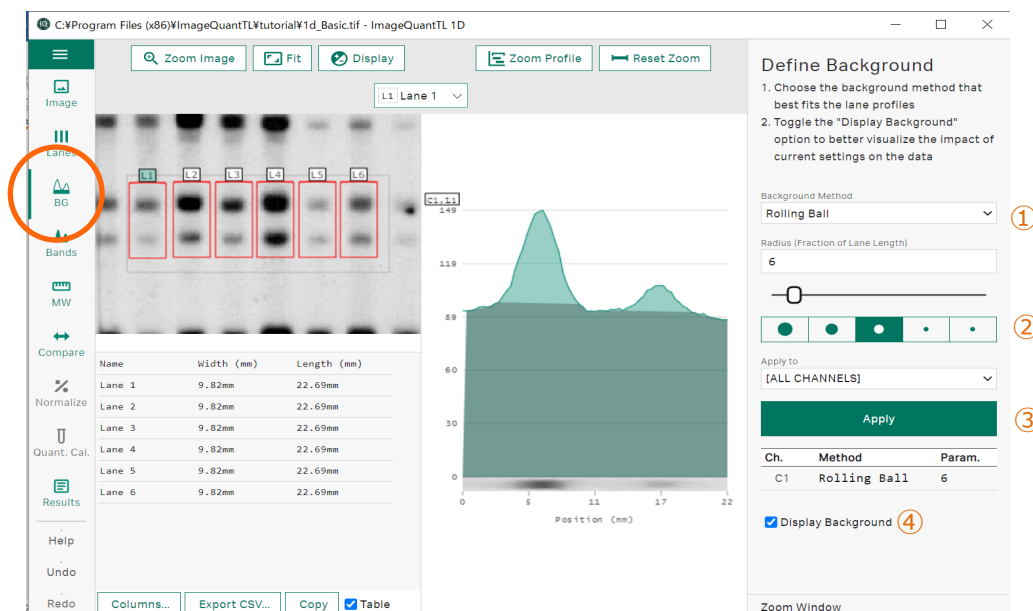 C:¥Program Files (x86)¥ImageQuantTL¥tutorial¥1d_Basic.tif - ImageQuantTL 1D
Image
Lanes
BG
Bands
MW
Compare
Normalize
Quant. Cal.
Results
Help
Undo
Redo
Zoom Image
Fit
Display
Zoom Profile
Reset Zoom
L1 Lane 1
L1
L2
L3
L4
L5
L6
Name Width (mm) Length (mm)
Lane 1 9.82mm 22.69mm
Lane 2 9.82mm 22.69mm
Lane 3 9.82mm 22.69mm
Lane 4 9.82mm 22.69mm
Lane 5 9.82mm 22.69mm
Lane 6 9.82mm 22.69mm
Columns...
Export CSV...
Copy
Table
C1,L1
149
119
89
60
30
0
0 5 11 17 22
Position (mm)
Define Background
1. Choose the background method that
best fits the lane profiles
2. Toggle the "Display Background"
option to better visualize the impact of
current settings on the data
Background Method
Rolling Ball
①
Radius (Fraction of Lane Length)
6
②
Apply to
[ALL CHANNELS]
Apply
③
Ch. Method Param.
C1 Rolling Ball 6
Display Background ④
Zoom Window